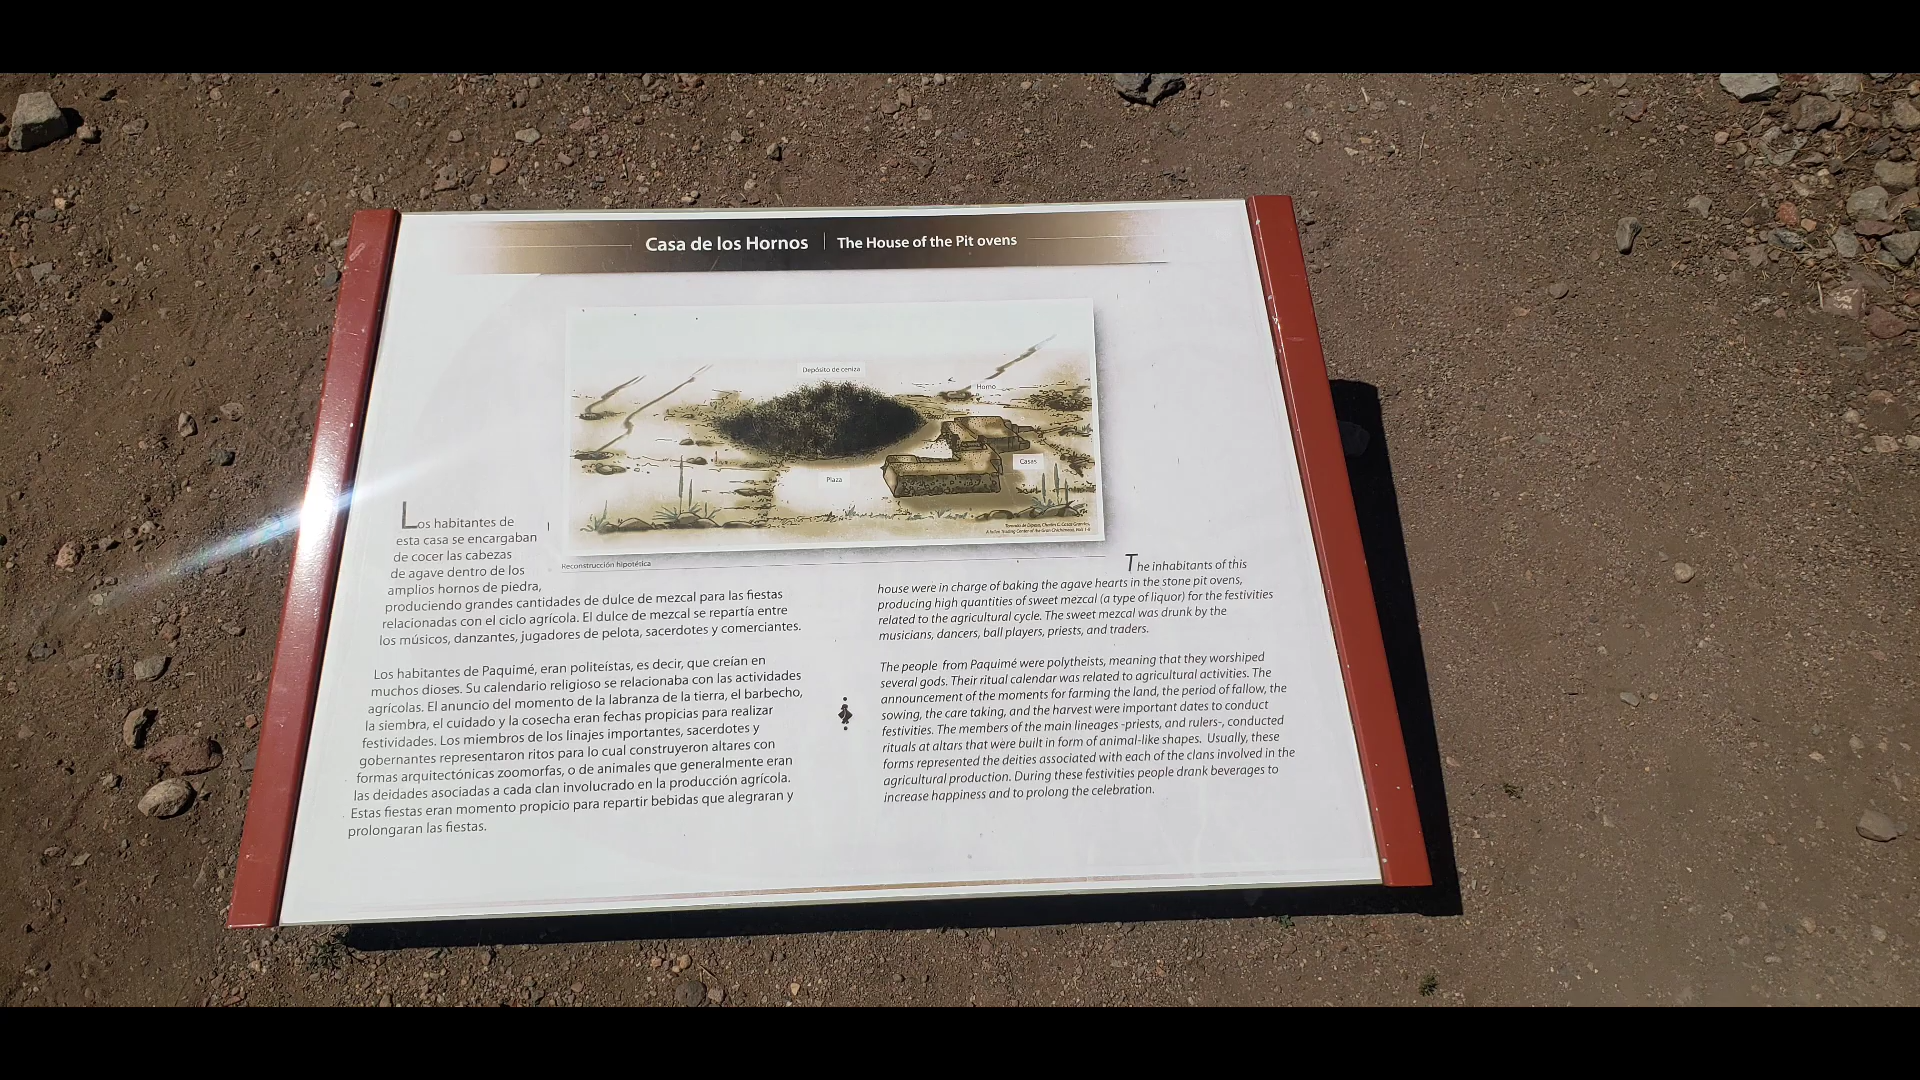 Casa de los Hornos | The House of the Pit ovens
Depósito de ceniza
Horno
Casas
Plaza
Reconstrucción hipotética
Los habitantes de
esta casa se encargaban
de cocer las cabezas
de agave dentro de los
amplios hornos de piedra,
produciendo grandes cantidades de dulce de mezcal para las fiestas
relacionadas con el ciclo agrícola. El dulce de mezcal se repartía entre
los músicos, danzantes, jugadores de pelota, sacerdotes y comerciantes.
Los habitantes de Paquimé, eran politeístas, es decir, que creían en
muchos dioses. Su calendario religioso se relacionaba con las actividades
agrícolas. El anuncio del momento de la labranza de la tierra, el barbecho,
la siembra, el cuidado y la cosecha eran fechas propicias para realizar
festividades. Los miembros de los linajes importantes, sacerdotes y
gobernantes representaron ritos para lo cual construyeron altares con
formas arquitectónicas zoomorfas, o de animales que generalmente eran
las deidades asociadas a cada clan involucrado en la producción agrícola.
Estas fiestas eran momento propicio para repartir bebidas que alegraran y
prolongaran las fiestas.
The inhabitants of this
house were in charge of baking the agave hearts in the stone pit ovens,
producing high quantities of sweet mezcal (a type of liquor) for the festivities
related to the agricultural cycle. The sweet mezcal was drunk by the
musicians, dancers, ball players, priests, and traders.
The people from Paquimé were polytheists, meaning that they worshiped
several gods. Their ritual calendar was related to agricultural activities. The
announcement of the moments for farming the land, the period of fallow, the
sowing, the care taking, and the harvest were important dates to conduct
festivities. The members of the main lineages -priests, and rulers-, conducted
rituals at altars that were built in form of animal-like shapes. Usually, these
forms represented the deities associated with each of the clans involved in the
agricultural production. During these festivities people drank beverages to
increase happiness and to prolong the celebration.